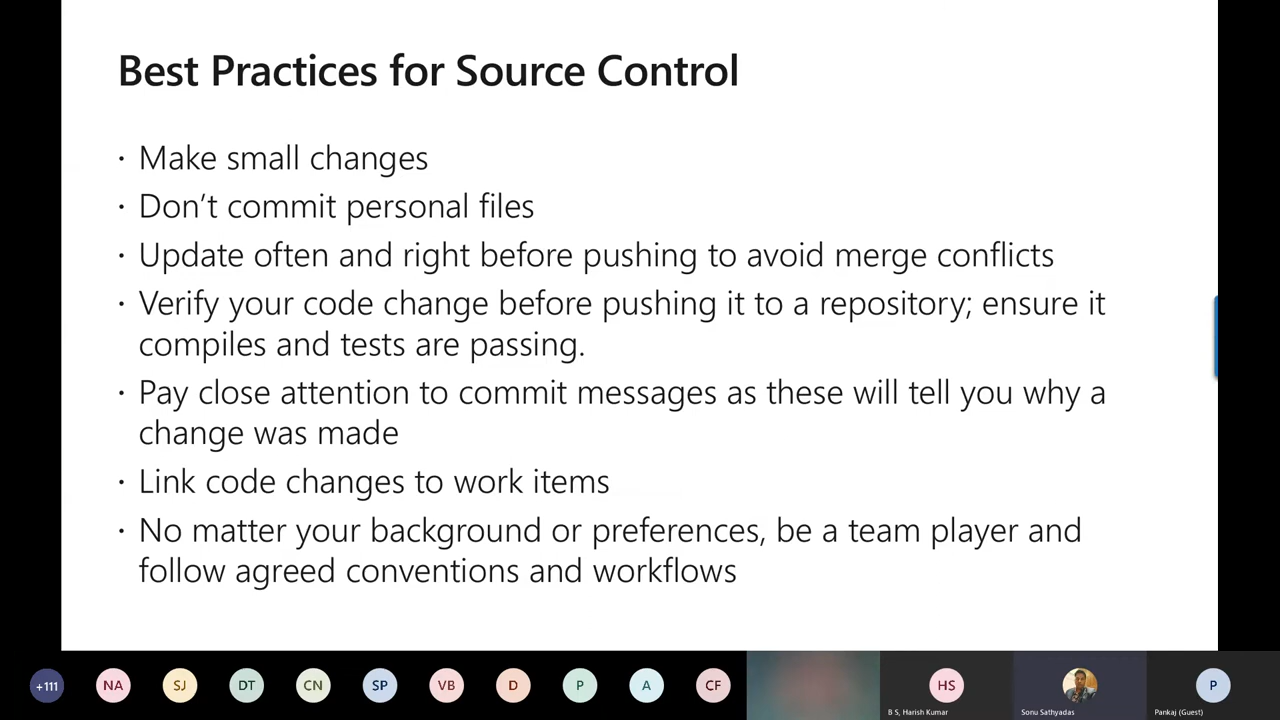 Best Practices for Source Control
· Make small changes
· Don’t commit personal files
· Update often and right before pushing to avoid merge conflicts
· Verify your code change before pushing it to a repository; ensure it
compiles and tests are passing.
· Pay close attention to commit messages as these will tell you why a
change was made
· Link code changes to work items
· No matter your background or preferences, be a team player and
follow agreed conventions and workflows
+111 NA SJ DT CN SP VB D P A CF HS P
B S, Harish Kumar Sonu Sathyadas Pankaj (Guest)